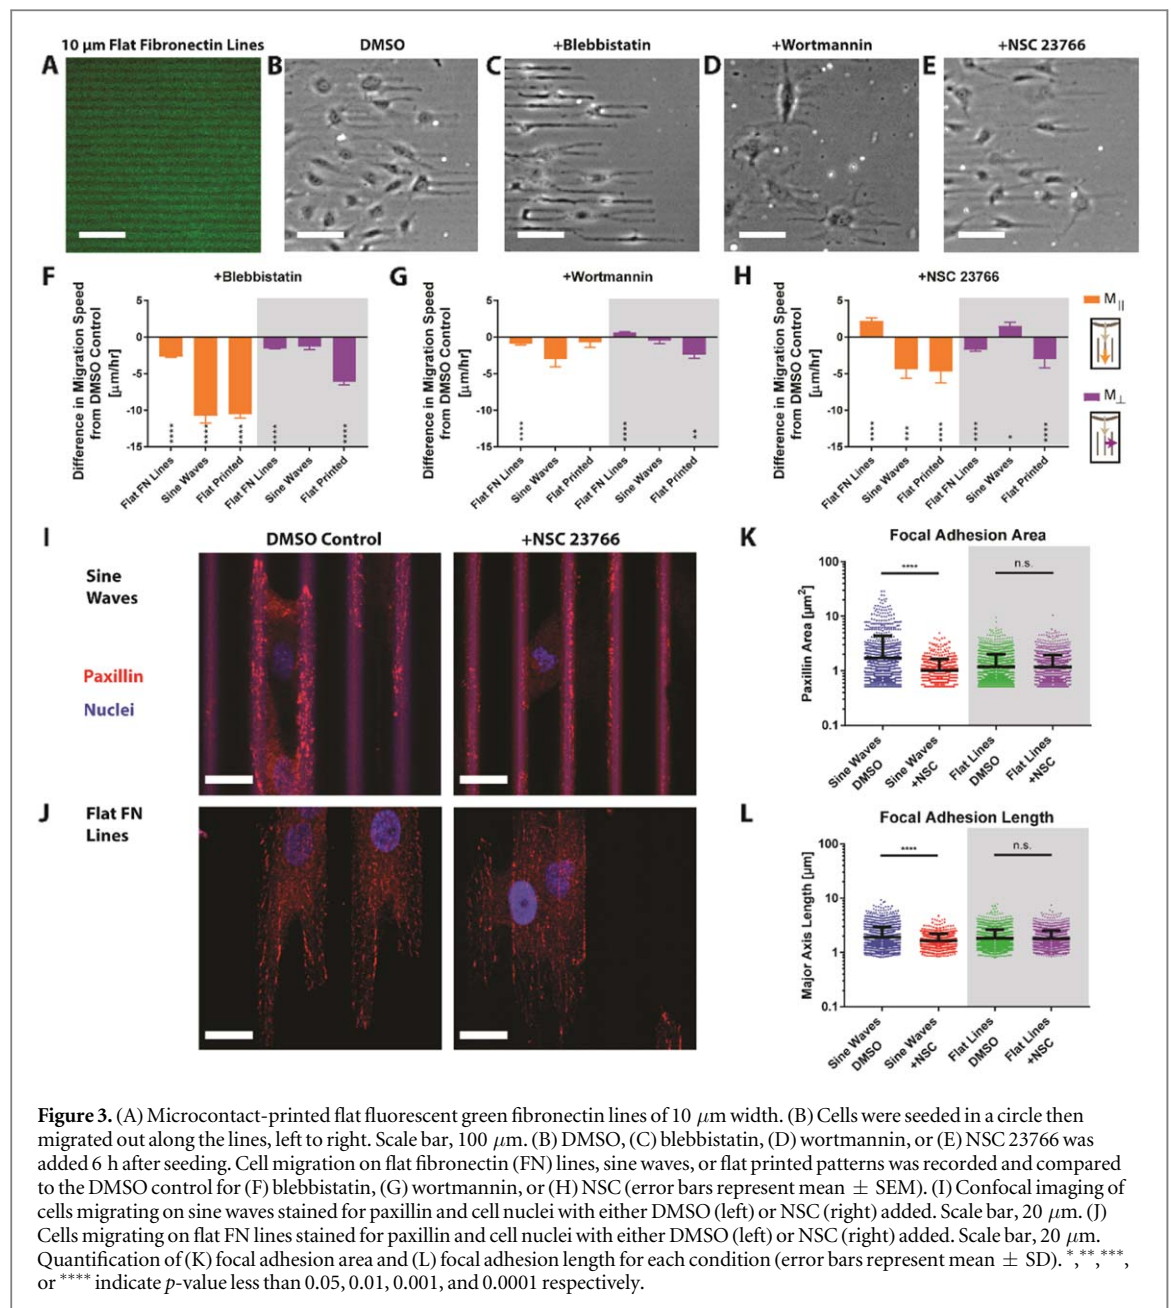 10 µm Flat Fibronectin Lines
DMSO
+Blebbistatin
+Wortmannin
+NSC 23766
A
B
C
D
E
F
+Blebbistatin
Difference in Migration Speed
from DMSO Control
[µm/hr]
5
0
-5
-10
-15
****
****
****
****
****
Flat FN Lines
Sine Waves
Flat Printed
Flat FN Lines
Sine Waves
Flat Printed
G
+Wortmannin
Difference in Migration Speed
from DMSO Control
[µm/hr]
5
0
-5
-10
-15
***
****
**
Flat FN Lines
Sine Waves
Flat Printed
Flat FN Lines
Sine Waves
Flat Printed
H
+NSC 23766
Difference in Migration Speed
from DMSO Control
[µm/hr]
5
0
-5
-10
-15
****
***
****
****
*
****
Flat FN Lines
Sine Waves
Flat Printed
Flat FN Lines
Sine Waves
Flat Printed
M||
M⊥
I
DMSO Control
+NSC 23766
Sine
Waves
Paxillin
Nuclei
J
Flat FN
Lines
K
Focal Adhesion Area
Paxillin Area [µm²]
100
10
1
0.1
****
n.s.
Sine Waves
DMSO
Sine Waves
+NSC
Flat Lines
DMSO
Flat Lines
+NSC
L
Focal Adhesion Length
Major Axis Length [µm]
100
10
1
0.1
****
n.s.
Sine Waves
DMSO
Sine Waves
+NSC
Flat Lines
DMSO
Flat Lines
+NSC
Figure 3. (A) Microcontact-printed flat fluorescent green fibronectin lines of 10 µm width. (B) Cells were seeded in a circle then
migrated out along the lines, left to right. Scale bar, 100 µm. (B) DMSO, (C) blebbistatin, (D) wortmannin, or (E) NSC 23766 was
added 6 h after seeding. Cell migration on flat fibronectin (FN) lines, sine waves, or flat printed patterns was recorded and compared
to the DMSO control for (F) blebbistatin, (G) wortmannin, or (H) NSC (error bars represent mean ± SEM). (I) Confocal imaging of
cells migrating on sine waves stained for paxillin and cell nuclei with either DMSO (left) or NSC (right) added. Scale bar, 20 µm. (J)
Cells migrating on flat FN lines stained for paxillin and cell nuclei with either DMSO (left) or NSC (right) added. Scale bar, 20 µm.
Quantification of (K) focal adhesion area and (L) focal adhesion length for each condition (error bars represent mean ± SD). *,**,***,
or **** indicate p-value less than 0.05, 0.01, 0.001, and 0.0001 respectively.